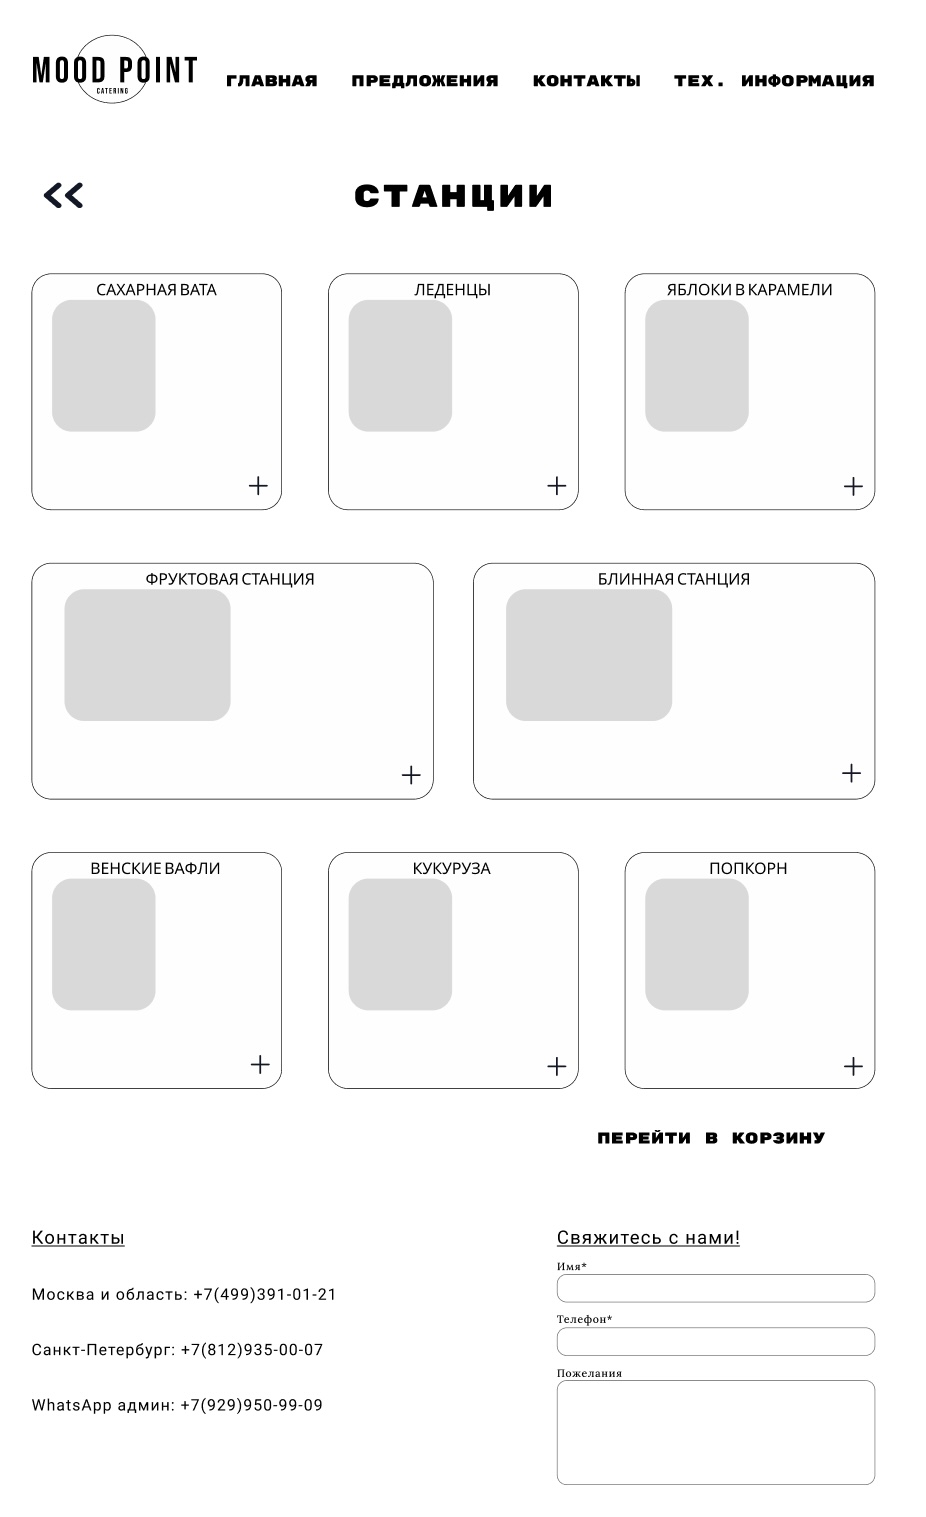 MOOD POINT
CATERING
ГЛАВНАЯ ПРЕДЛОЖЕНИЯ КОНТАКТЫ ТЕХ. ИНФОРМАЦИЯ
СТАНЦИИ
САХАРНАЯ ВАТА
ЛЕДЕНЦЫ
ЯБЛОКИ В КАРАМЕЛИ
ФРУКТОВАЯ СТАНЦИЯ
БЛИННАЯ СТАНЦИЯ
ВЕНСКИЕ ВАФЛИ
КУКУРУЗА
ПОПКОРН
ПЕРЕЙТИ В КОРЗИНУ
Контакты
Москва и область: +7(499)391-01-21
Санкт-Петербург: +7(812)935-00-07
WhatsApp админ: +7(929)950-99-09
Свяжитесь с нами!
Имя*
Телефон*
Пожелания